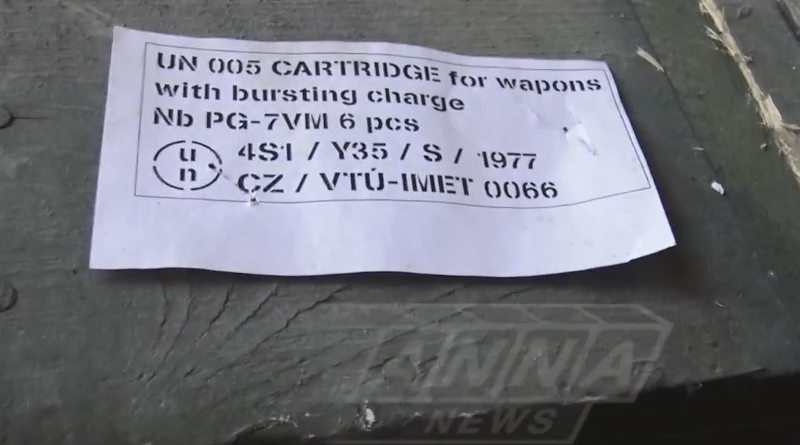 UN 005 CARTRIDGE for wapons
with bursting charge
Nb PG-7VM 6 pcs
u
n
4S1 / Y35 / S / 1977
CZ / VTÚ-IMET 0066
ANNA
NEWS